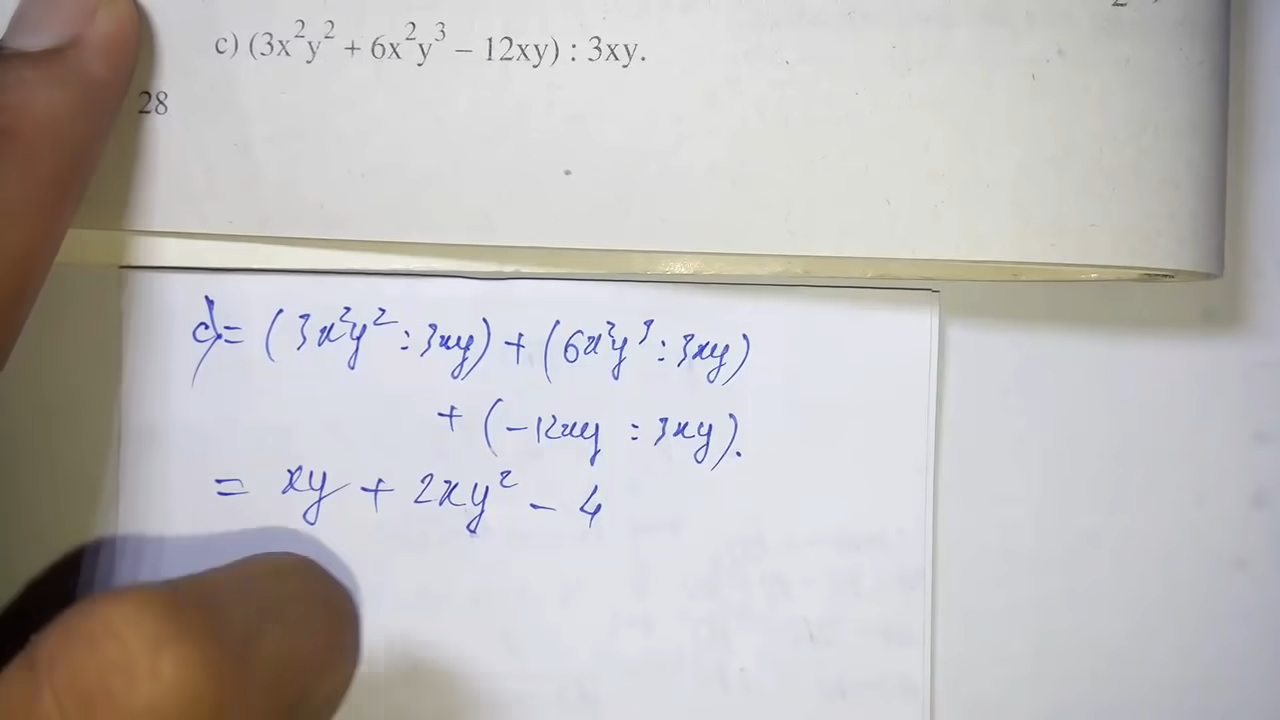 c) (3x²y² + 6x²y³ – 12xy) : 3xy.
28
c) = (3x²y² : 3xy) + (6x²y³ : 3xy)
+ (-12xy : 3xy).
= xy + 2xy² - 4